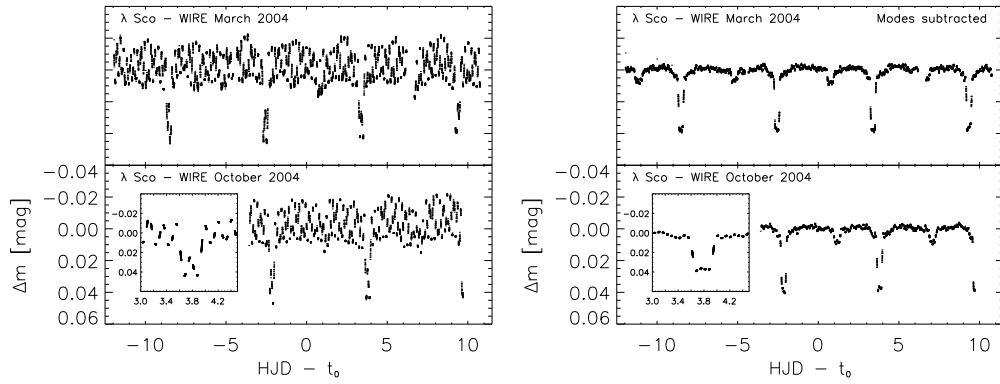 λ Sco – WIRE March 2004
λ Sco – WIRE March 2004 Modes subtracted
−0.04
−0.02
0.00
0.02
0.04
0.06
Δm [mag]
λ Sco – WIRE October 2004
−0.02
0.00
0.02
0.04
3.0 3.4 3.8 4.2
−10 −5 0 5 10
HJD − t₀
−0.04
−0.02
0.00
0.02
0.04
0.06
Δm [mag]
λ Sco – WIRE October 2004
−0.02
0.00
0.02
0.04
3.0 3.4 3.8 4.2
−10 −5 0 5 10
HJD − t₀